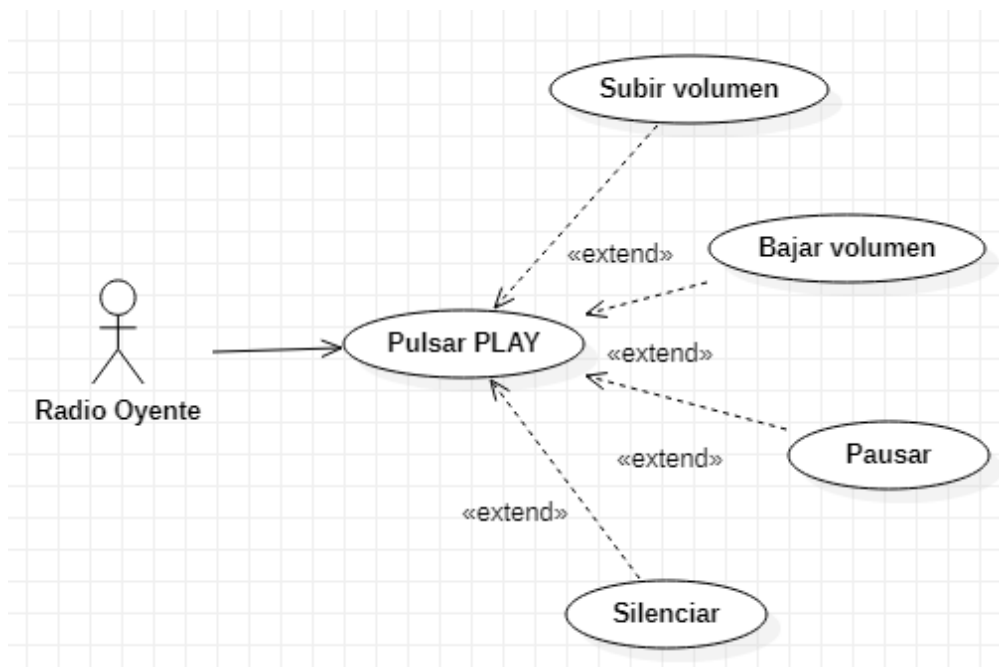 Subir volumen
«extend»
Bajar volumen
Pulsar PLAY
«extend»
Radio Oyente
«extend»
Pausar
«extend»
Silenciar